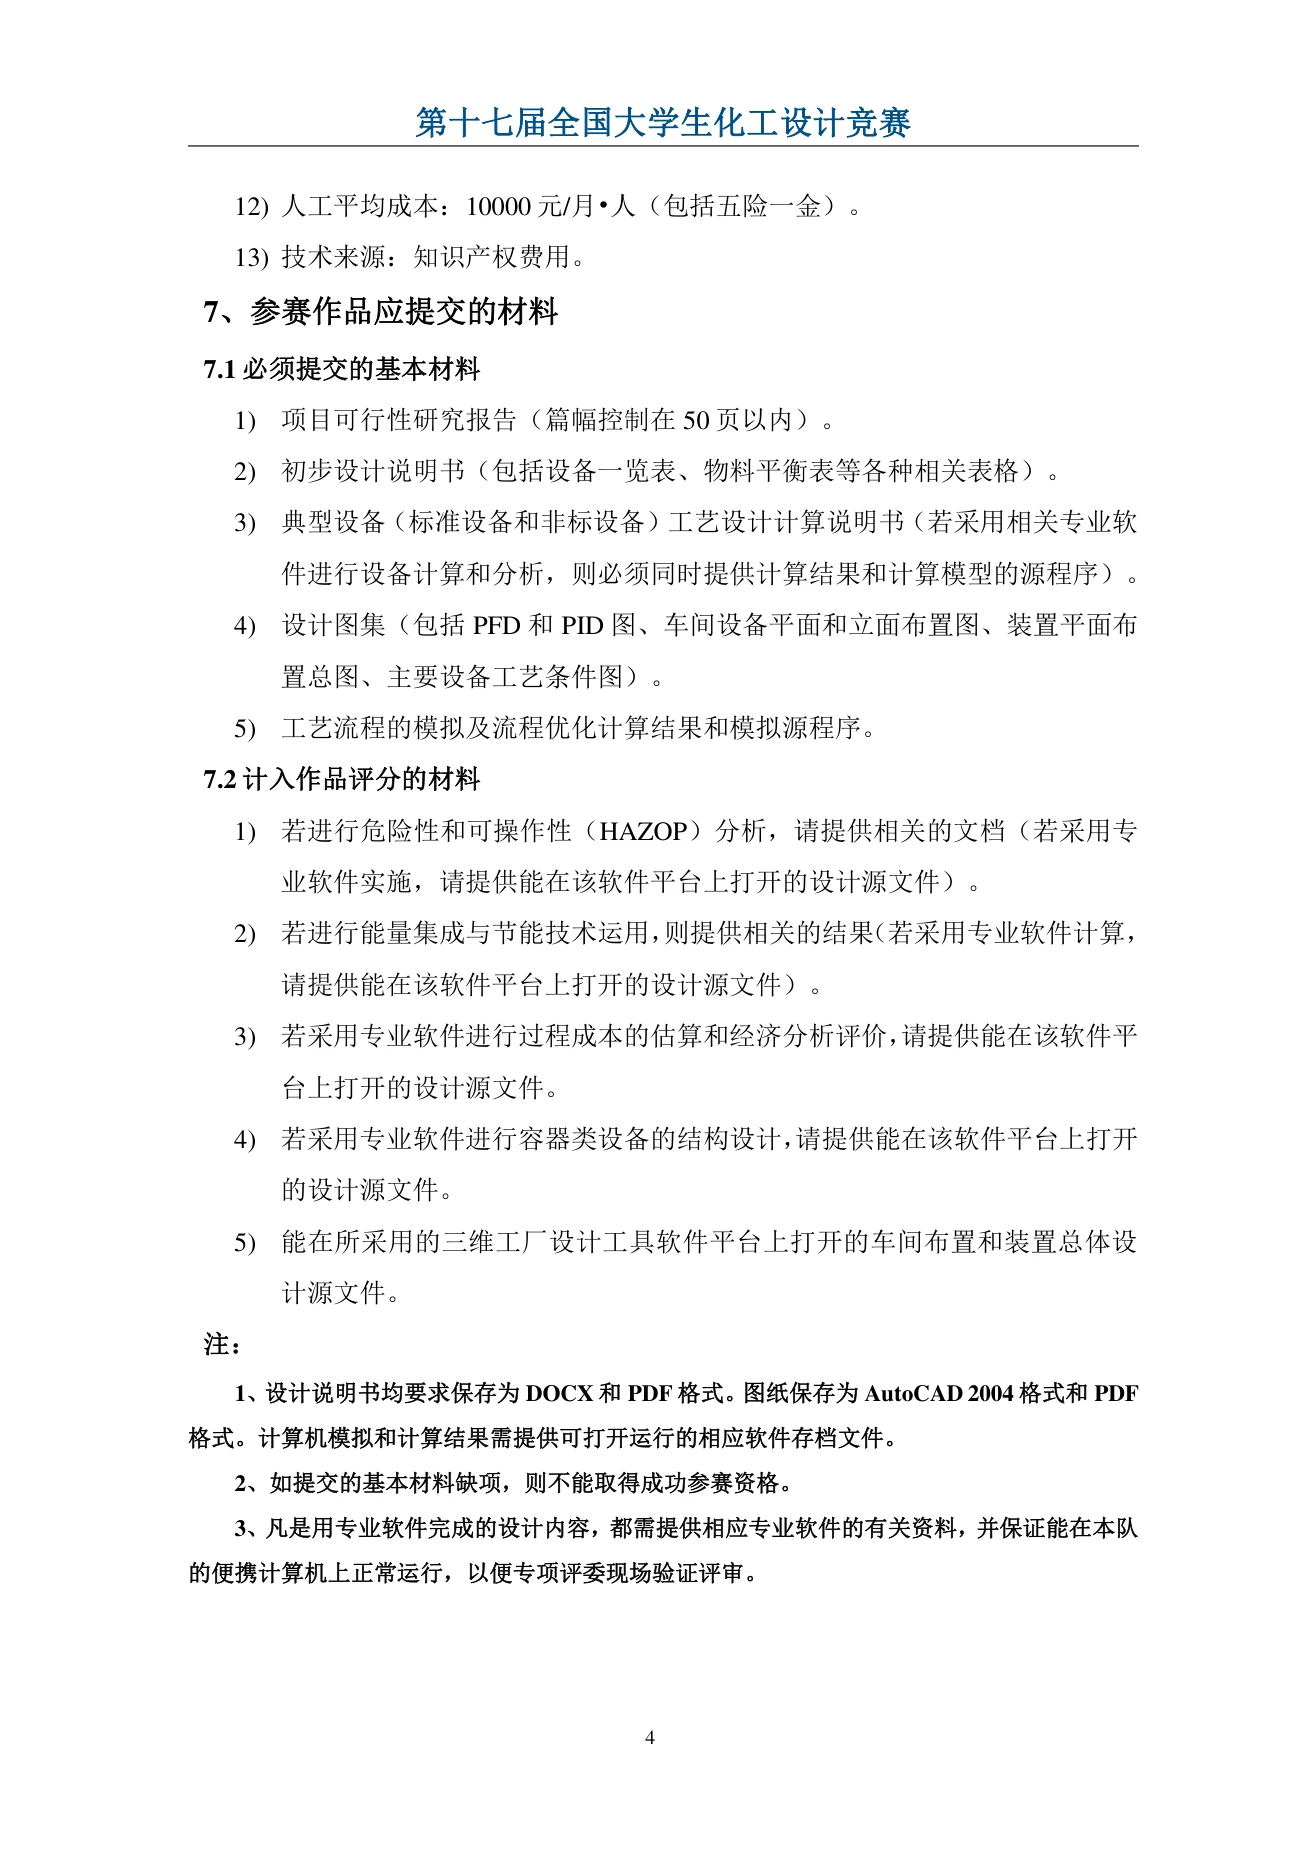 第十七届全国大学生化工设计竞赛
12) 人工平均成本：10000 元/月•人（包括五险一金）。
13) 技术来源：知识产权费用。
7、参赛作品应提交的材料
7.1 必须提交的基本材料
1) 项目可行性研究报告（篇幅控制在 50 页以内）。
2) 初步设计说明书（包括设备一览表、物料平衡表等各种相关表格）。
3) 典型设备（标准设备和非标设备）工艺设计计算说明书（若采用相关专业软
件进行设备计算和分析，则必须同时提供计算结果和计算模型的源程序）。
4) 设计图集（包括 PFD 和 PID 图、车间设备平面和立面布置图、装置平面布
置总图、主要设备工艺条件图）。
5) 工艺流程的模拟及流程优化计算结果和模拟源程序。
7.2 计入作品评分的材料
1) 若进行危险性和可操作性（HAZOP）分析，请提供相关的文档（若采用专
业软件实施，请提供能在该软件平台上打开的设计源文件）。
2) 若进行能量集成与节能技术运用，则提供相关的结果（若采用专业软件计算，
请提供能在该软件平台上打开的设计源文件）。
3) 若采用专业软件进行过程成本的估算和经济分析评价，请提供能在该软件平
台上打开的设计源文件。
4) 若采用专业软件进行容器类设备的结构设计，请提供能在该软件平台上打开
的设计源文件。
5) 能在所采用的三维工厂设计工具软件平台上打开的车间布置和装置总体设
计源文件。
注：
1、设计说明书均要求保存为 DOCX 和 PDF 格式。图纸保存为 AutoCAD 2004 格式和 PDF
格式。计算机模拟和计算结果需提供可打开运行的相应软件存档文件。
2、如提交的基本材料缺项，则不能取得成功参赛资格。
3、凡是用专业软件完成的设计内容，都需提供相应专业软件的有关资料，并保证能在本队
的便携计算机上正常运行，以便专项评委现场验证评审。
4